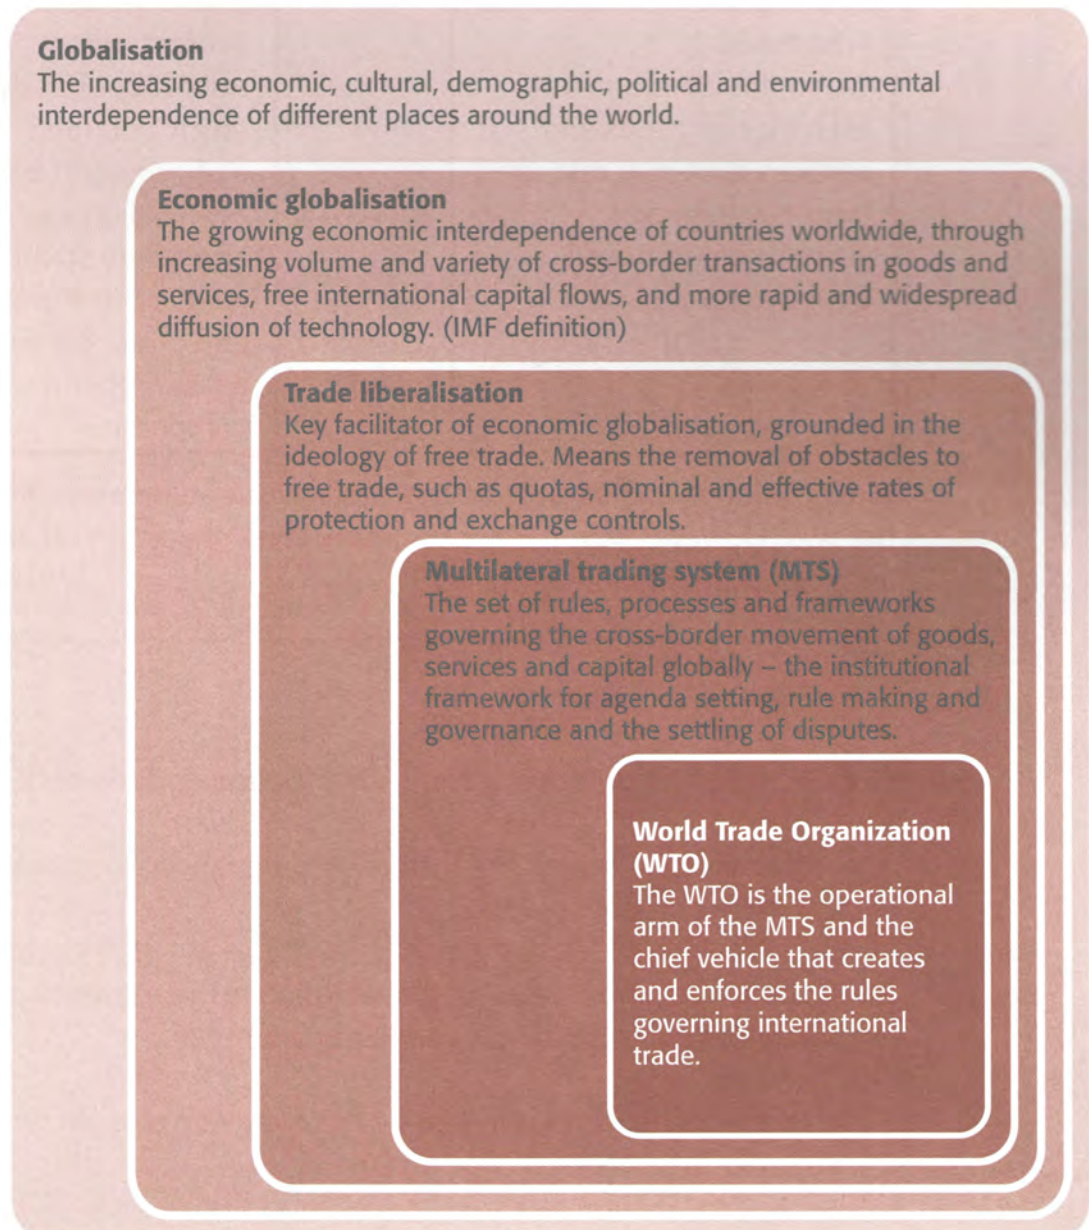 Globalisation
The increasing economic, cultural, demographic, political and environmental
interdependence of different places around the world.
Economic globalisation
The growing economic interdependence of countries worldwide, through
increasing volume and variety of cross-border transactions in goods and
services, free international capital flows, and more rapid and widespread
diffusion of technology. (IMF definition)
Trade liberalisation
Key facilitator of economic globalisation, grounded in the
ideology of free trade. Means the removal of obstacles to
free trade, such as quotas, nominal and effective rates of
protection and exchange controls.
Multilateral trading system (MTS)
The set of rules, processes and frameworks
governing the cross-border movement of goods,
services and capital globally – the institutional
framework for agenda setting, rule making and
governance and the settling of disputes.
World Trade Organization
(WTO)
The WTO is the operational
arm of the MTS and the
chief vehicle that creates
and enforces the rules
governing international
trade.